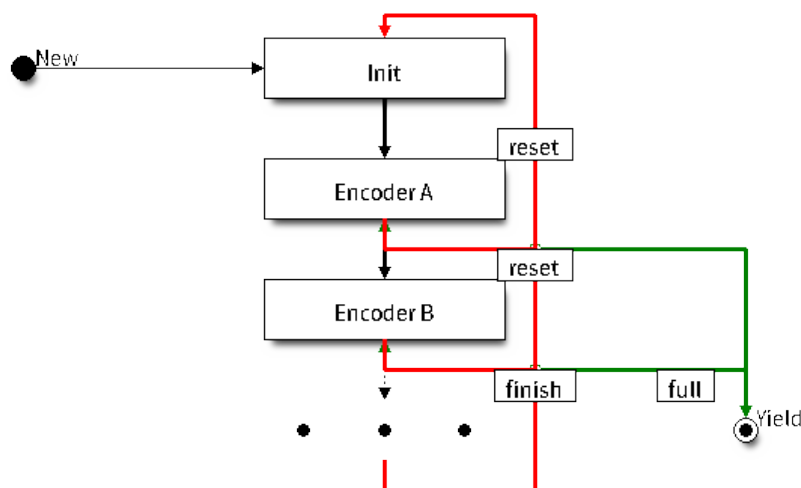 New
Init
reset
Encoder A
reset
Encoder B
finish
full
Yield